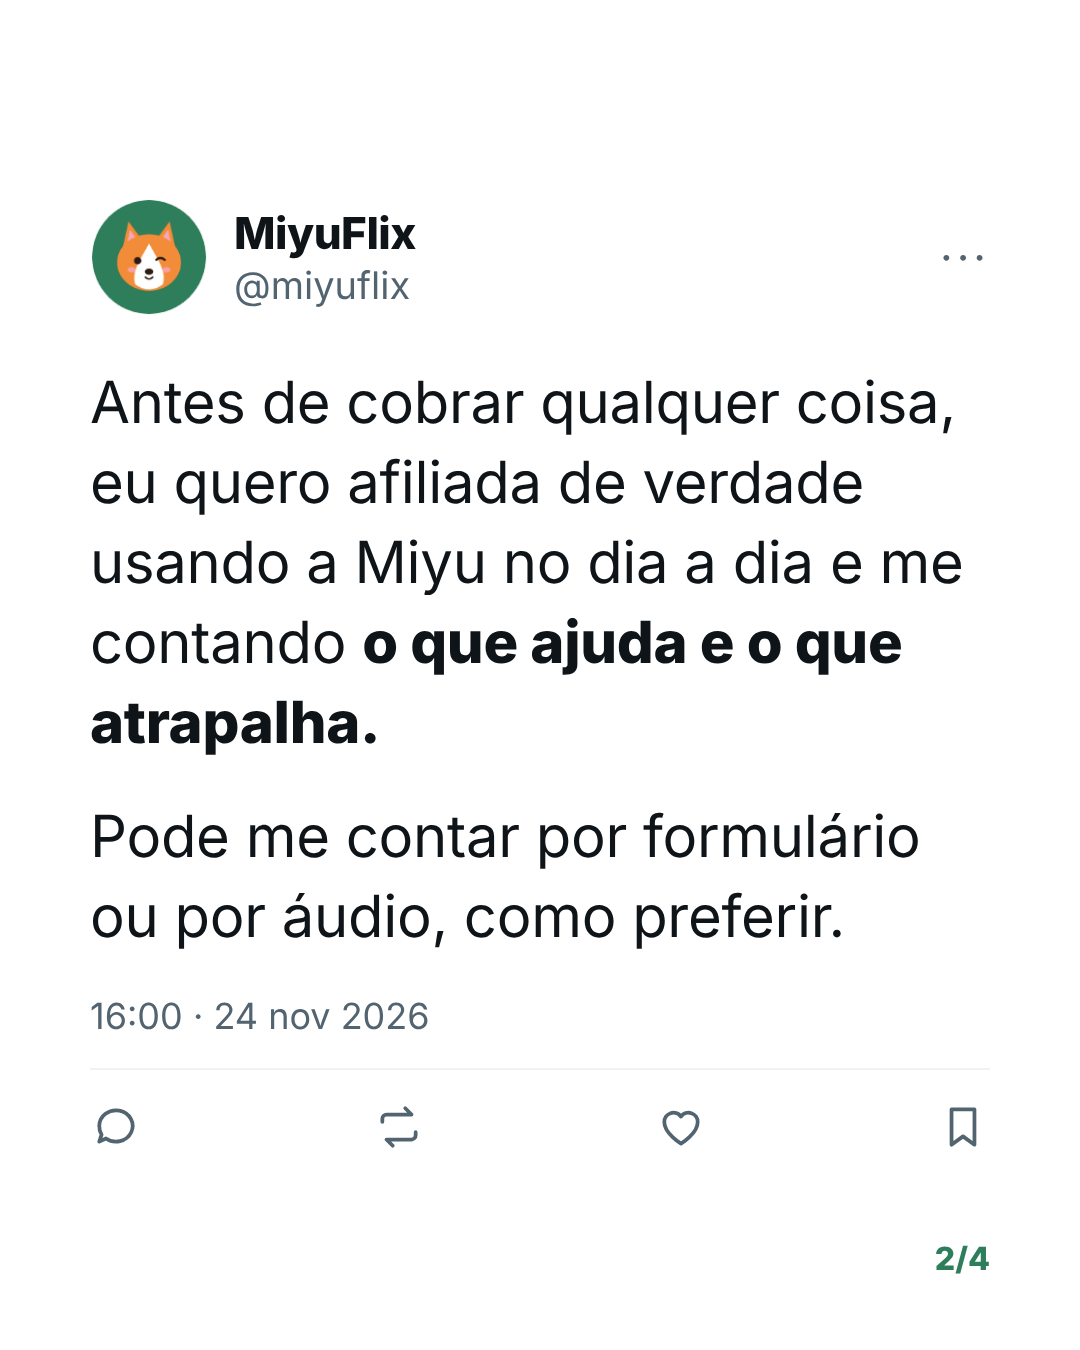 MiyuFlix
@miyuflix
Antes de cobrar qualquer coisa,
eu quero afiliada de verdade
usando a Miyu no dia a dia e me
contando o que ajuda e o que
atrapalha.
Pode me contar por formulário
ou por áudio, como preferir.
16:00 · 24 nov 2026
2/4